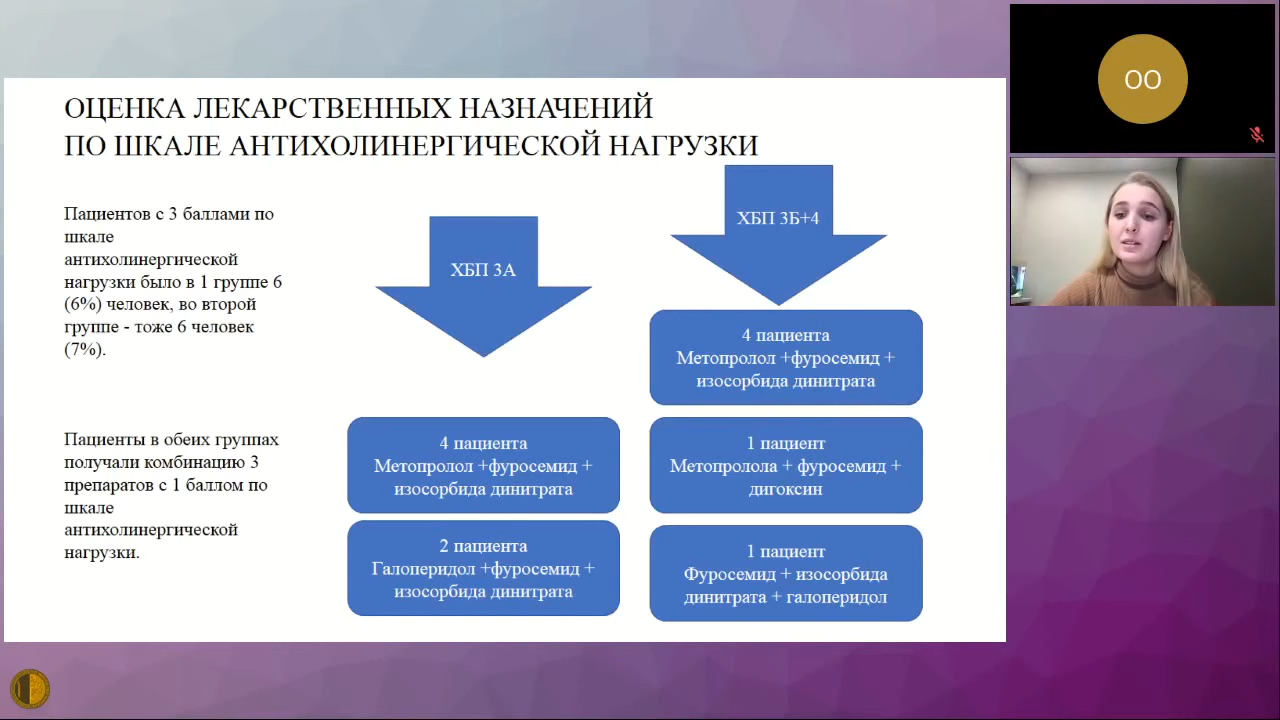 ОЦЕНКА ЛЕКАРСТВЕННЫХ НАЗНАЧЕНИЙ
ПО ШКАЛЕ АНТИХОЛИНЕРГИЧЕСКОЙ НАГРУЗКИ
Пациентов с 3 баллами по
шкале
антихолинергической
нагрузки было в 1 группе 6
(6%) человек, во второй
группе - тоже 6 человек
(7%).
Пациенты в обеих группах
получали комбинацию 3
препаратов с 1 баллом по
шкале
антихолинергической
нагрузки.
ХБП 3А
4 пациента
Метопролол +фуросемид +
изосорбида динитрата
2 пациента
Галоперидол +фуросемид +
изосорбида динитрата
ХБП 3Б+4
4 пациента
Метопролол +фуросемид +
изосорбида динитрата
1 пациент
Метопролола + фуросемид +
дигоксин
1 пациент
Фуросемид + изосорбида
динитрата + галоперидол
ОО